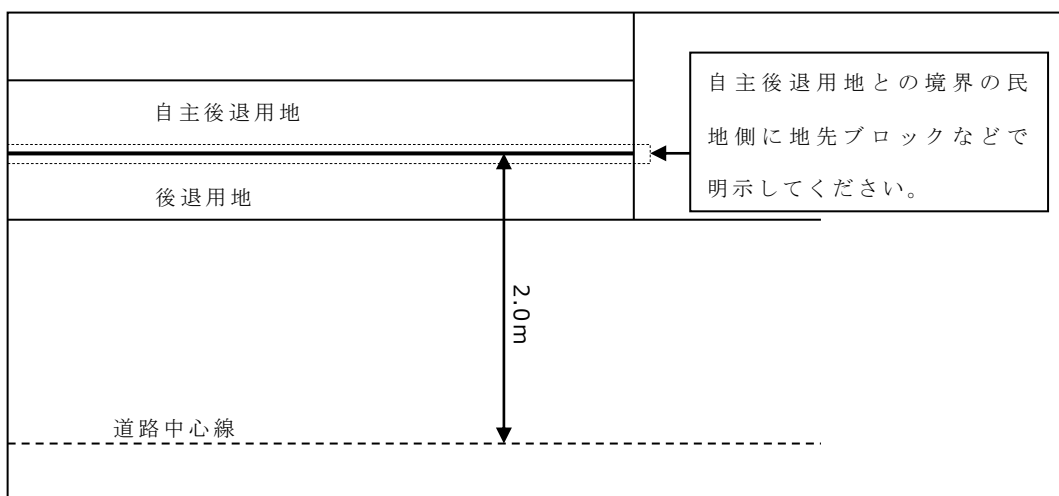 自主後退用地
自主後退用地との境界の民
地側に地先ブロックなどで
明示してください。
後退用地
2.0m
道路中心線